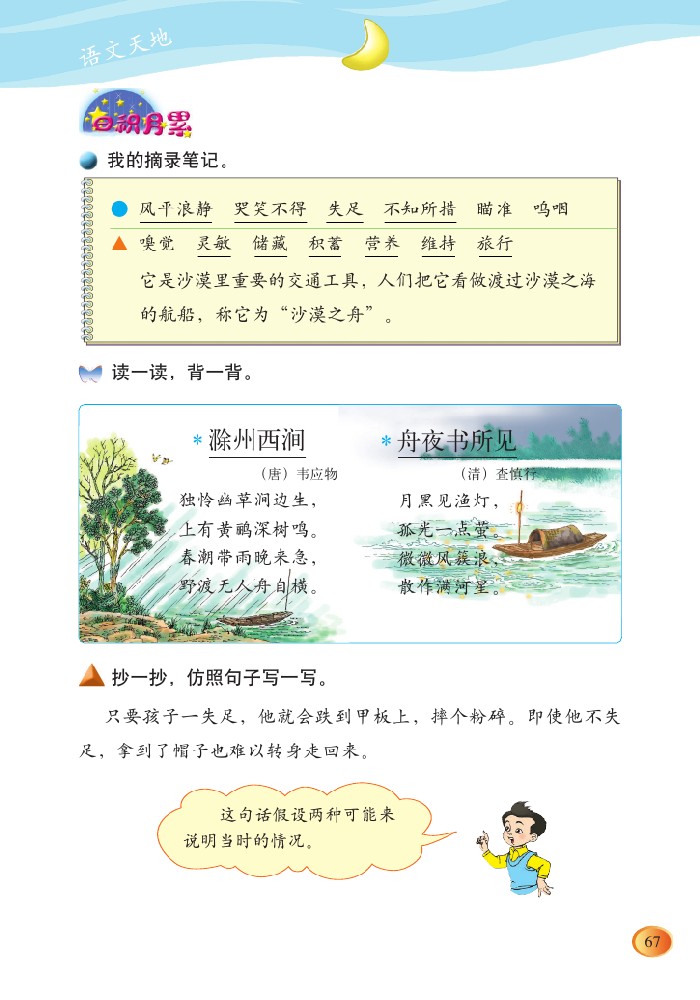 语文天地
日积月累
我的摘录笔记。
风平浪静 哭笑不得 失足 不知所措 瞄准 呜咽
嗅觉 灵敏 储藏 积蓄 营养 维持 旅行
它是沙漠里重要的交通工具，人们把它看做渡过沙漠之海
的航船，称它为“沙漠之舟”。
读一读，背一背。
*滁州西涧
（唐）韦应物
独怜幽草涧边生，
上有黄鹂深树鸣。
春潮带雨晚来急，
野渡无人舟自横。
*舟夜书所见
（清）查慎行
月黑见渔灯，
孤光一点萤。
微微风簇浪，
散作满河星。
抄一抄，仿照句子写一写。
只要孩子一失足，他就会跌到甲板上，摔个粉碎。即使他不失
足，拿到了帽子也难以转身走回来。
这句话假设两种可能来
说明当时的情况。
67